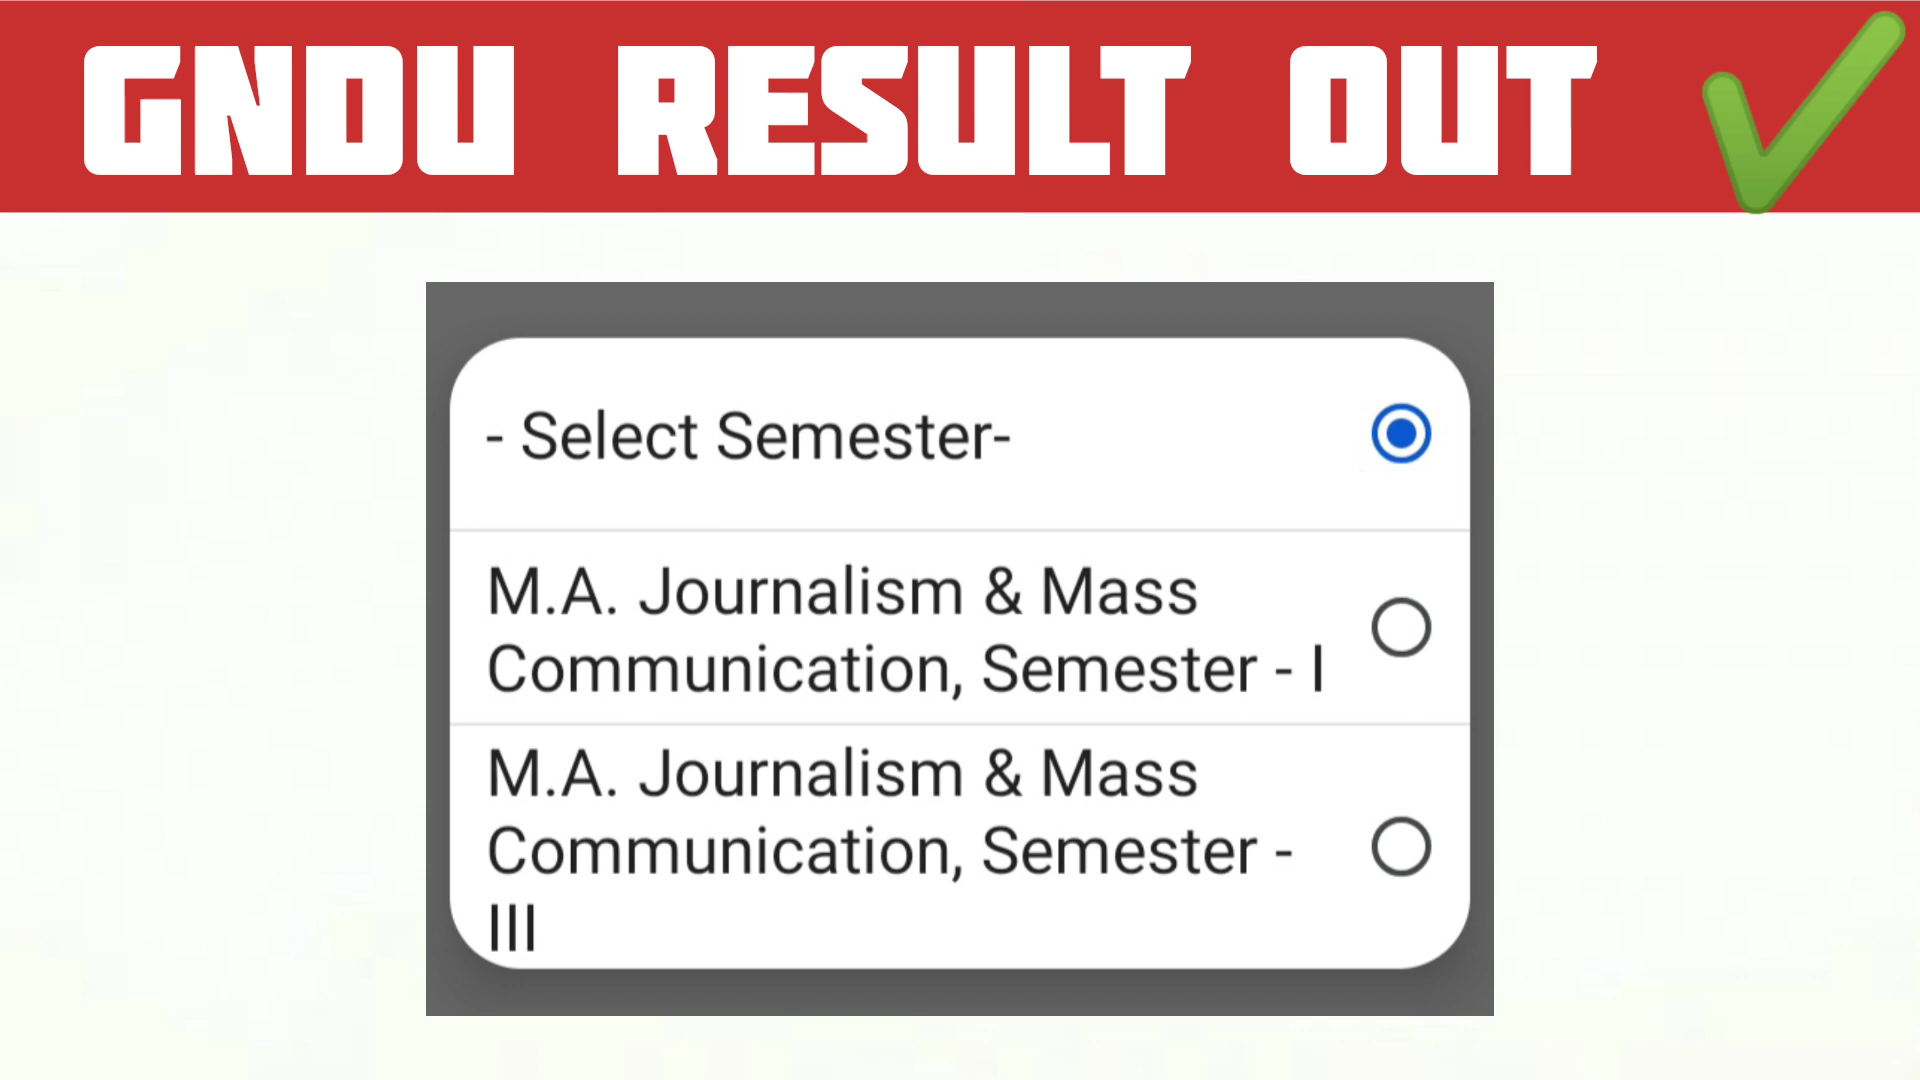 GNDU RESULT OUT
- Select Semester-
M.A. Journalism & Mass
Communication, Semester - I
M.A. Journalism & Mass
Communication, Semester -
III